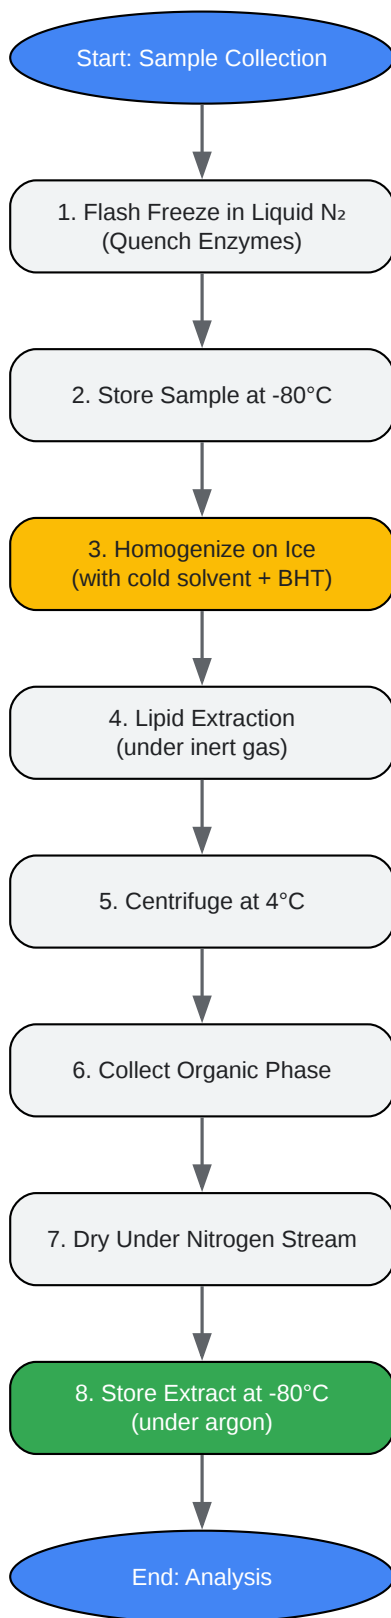 Start: Sample Collection
1. Flash Freeze in Liquid N₂
(Quench Enzymes)
2. Store Sample at -80°C
3. Homogenize on Ice
(with cold solvent + BHT)
4. Lipid Extraction
(under inert gas)
5. Centrifuge at 4°C
6. Collect Organic Phase
7. Dry Under Nitrogen Stream
8. Store Extract at -80°C
(under argon)
End: Analysis